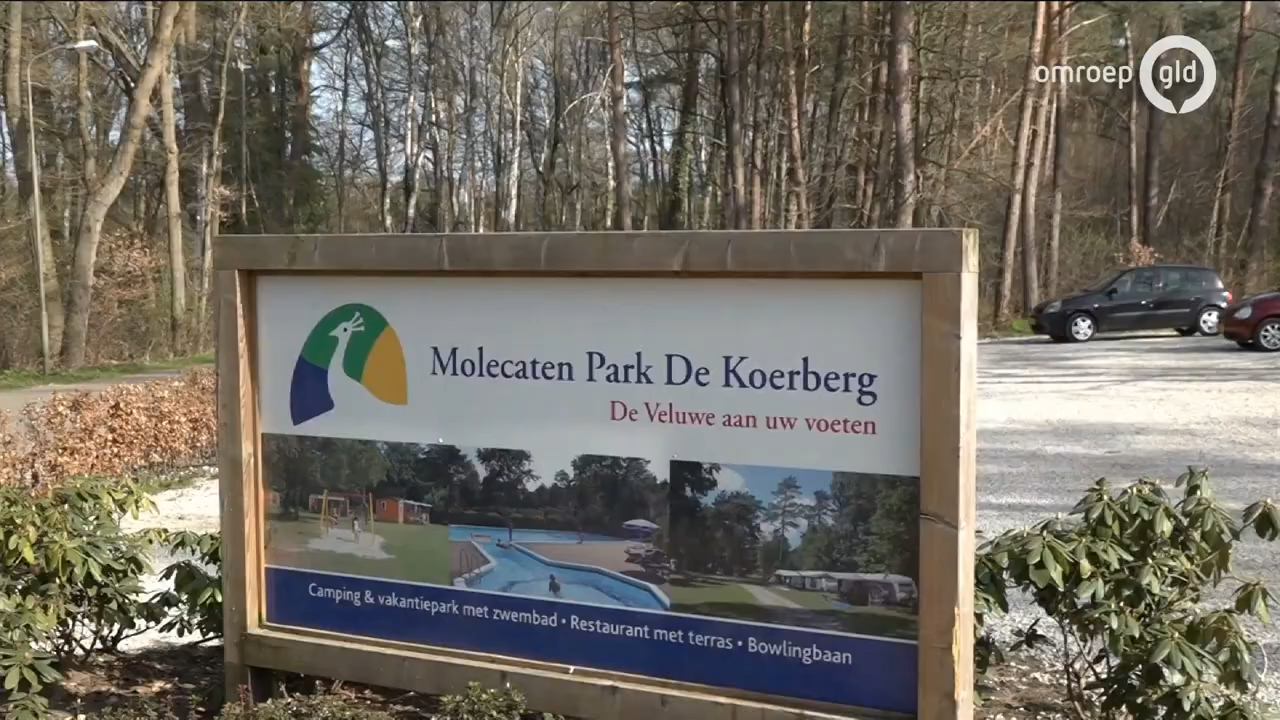 omroep gld
Molecaten Park De Koerberg
De Veluwe aan uw voeten
Camping & vakantiepark met zwembad • Restaurant met terras • Bowlingbaan